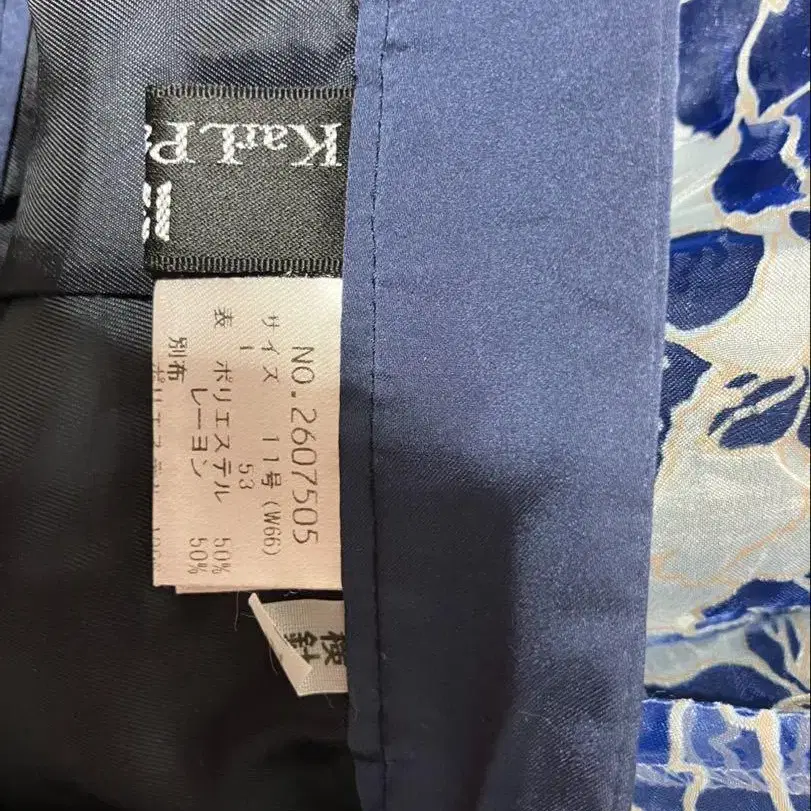 Karl.Pa
NO.2607505
サイズ 11号(W66)
I 53
表 ポリエステル 50%
レーヨン 50%
別布
検
針